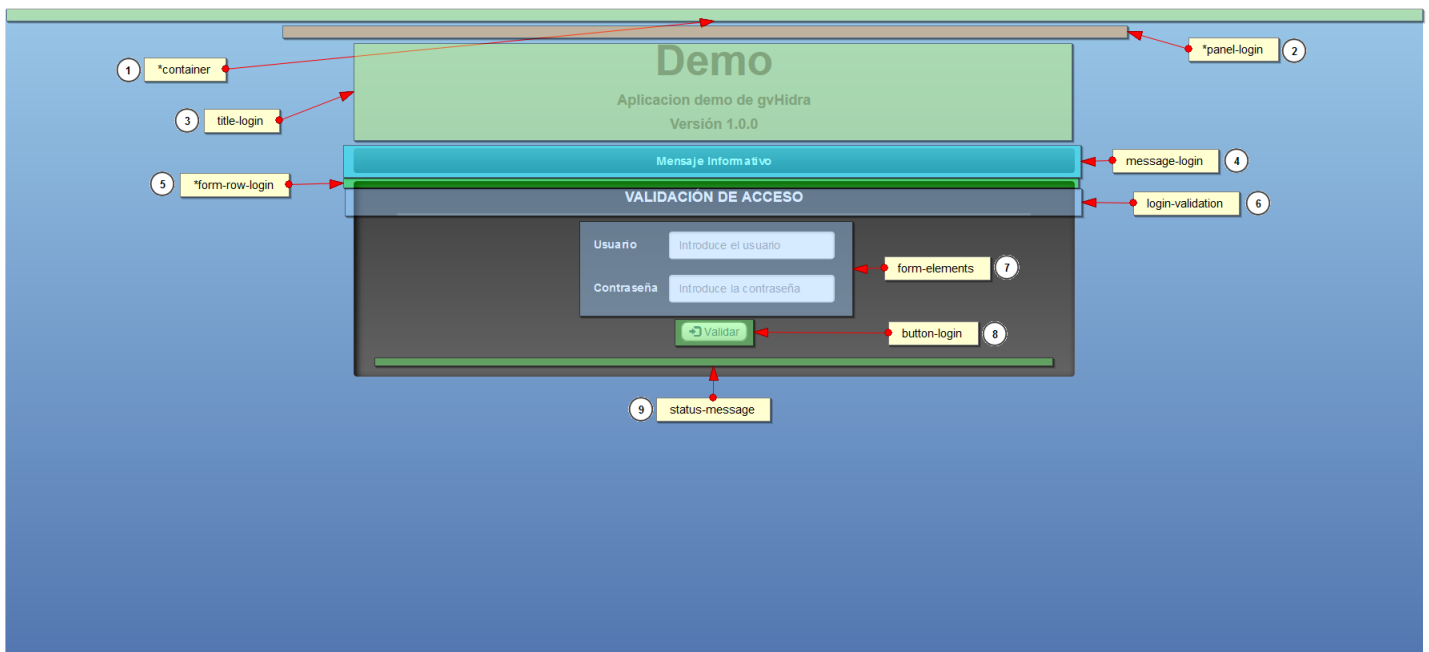 *panel-login
2
Demo
1
*container
Aplicacion demo de gvHidra
3
title-login
Versión 1.0.0
Mensaje Informativo
message-login
4
5
*form-row-login
VALIDACIÓN DE ACCESO
login-validation
6
Usuario
Introduce el usuario
form-elements
7
Contraseña
Introduce la contraseña
Validar
button-login
8
9
status-message